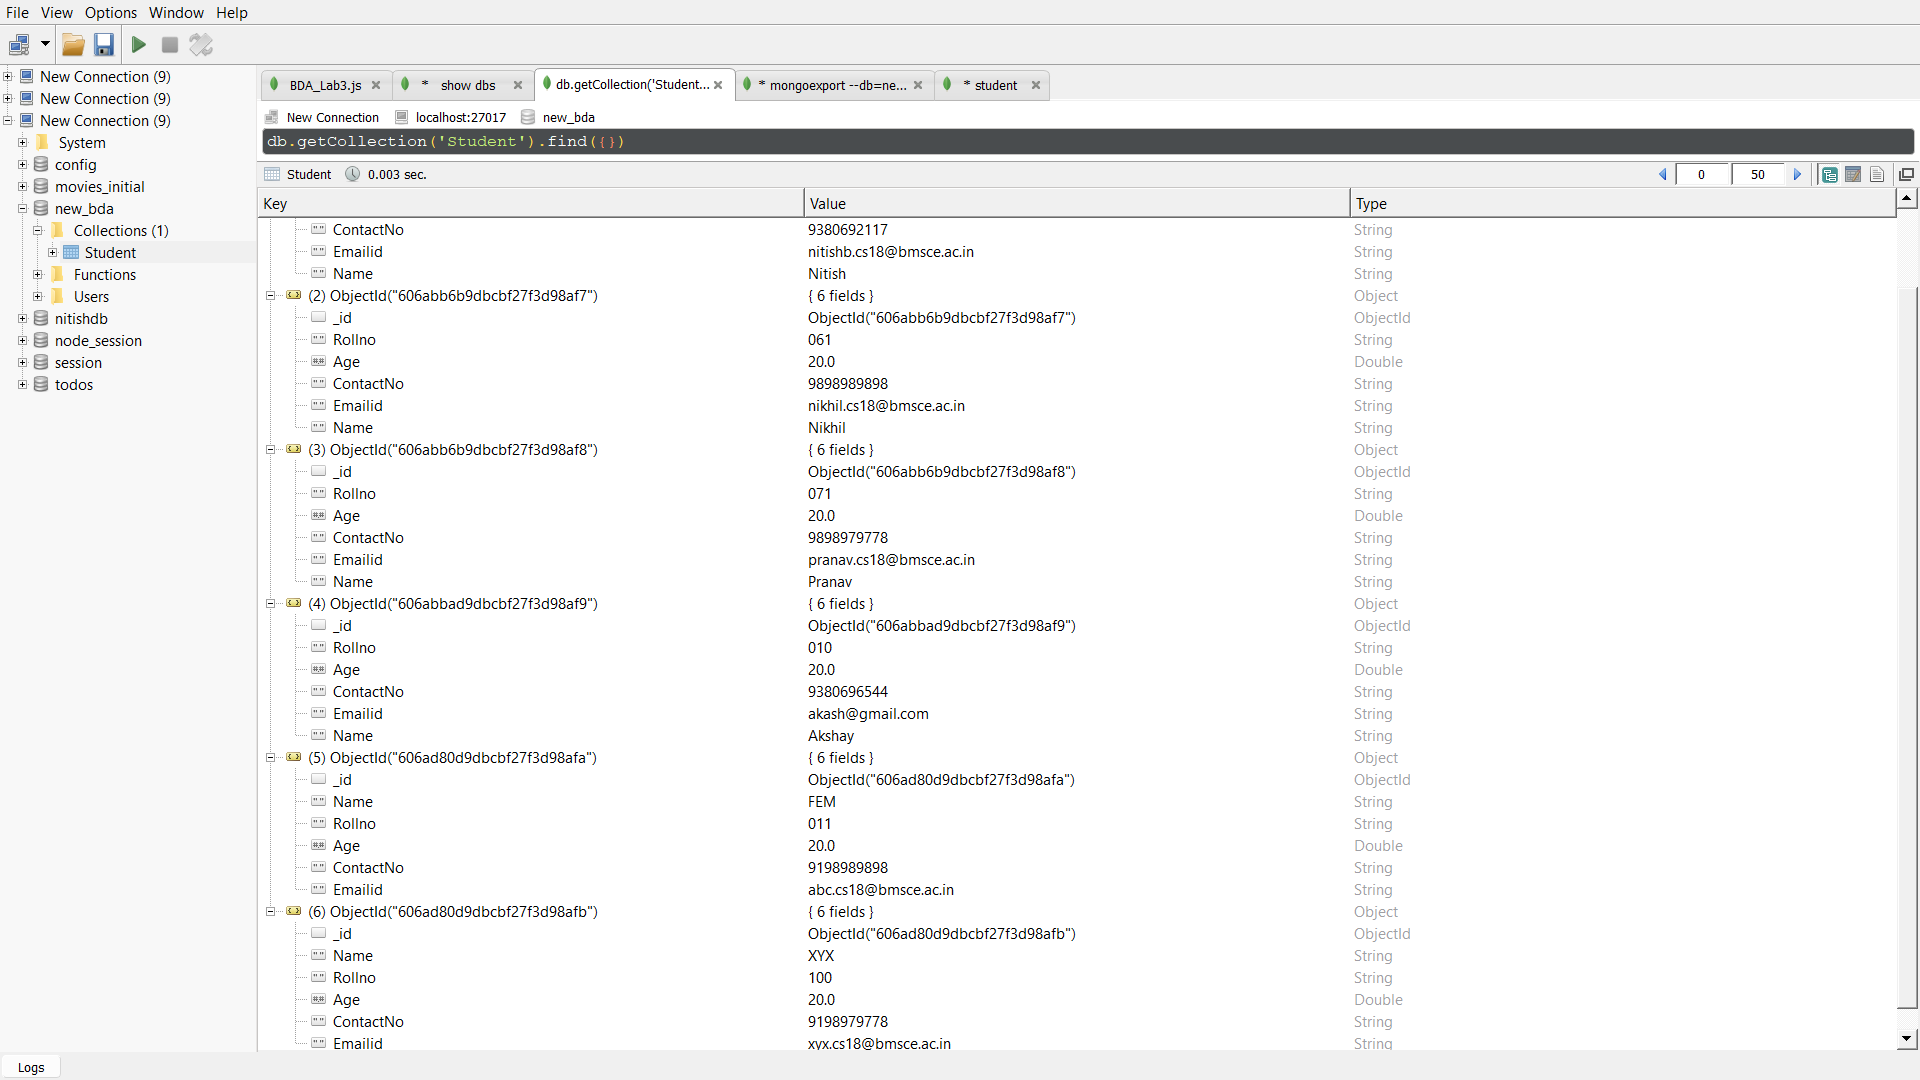 File View Options Window Help
New Connection (9)
New Connection (9)
New Connection (9)
System
config
movies_initial
new_bda
Collections (1)
Student
Functions
Users
nitishdb
node_session
session
todos
BDA_Lab3.js * show dbs db.getCollection('Student... * mongoexport --db=ne... * student
New Connection localhost:27017 new_bda
db.getCollection('Student').find({})
Student 0.003 sec. 0 50
Key Value Type
ContactNo 9380692117 String
Emailid nitishb.cs18@bmsce.ac.in String
Name Nitish String
(2) ObjectId("606abb6b9dbcbf27f3d98af7") { 6 fields } Object
_id ObjectId("606abb6b9dbcbf27f3d98af7") ObjectId
Rollno 061 String
Age 20.0 Double
ContactNo 9898989898 String
Emailid nikhil.cs18@bmsce.ac.in String
Name Nikhil String
(3) ObjectId("606abb6b9dbcbf27f3d98af8") { 6 fields } Object
_id ObjectId("606abb6b9dbcbf27f3d98af8") ObjectId
Rollno 071 String
Age 20.0 Double
ContactNo 9898979778 String
Emailid pranav.cs18@bmsce.ac.in String
Name Pranav String
(4) ObjectId("606abbad9dbcbf27f3d98af9") { 6 fields } Object
_id ObjectId("606abbad9dbcbf27f3d98af9") ObjectId
Rollno 010 String
Age 20.0 Double
ContactNo 9380696544 String
Emailid akash@gmail.com String
Name Akshay String
(5) ObjectId("606ad80d9dbcbf27f3d98afa") { 6 fields } Object
_id ObjectId("606ad80d9dbcbf27f3d98afa") ObjectId
Name FEM String
Rollno 011 String
Age 20.0 Double
ContactNo 9198989898 String
Emailid abc.cs18@bmsce.ac.in String
(6) ObjectId("606ad80d9dbcbf27f3d98afb") { 6 fields } Object
_id ObjectId("606ad80d9dbcbf27f3d98afb") ObjectId
Name XYX String
Rollno 100 String
Age 20.0 Double
ContactNo 9198979778 String
Emailid xyx.cs18@bmsce.ac.in String
Logs